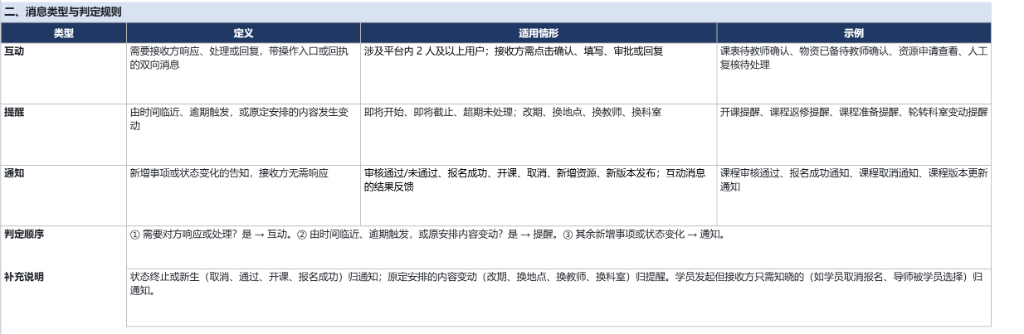 二、消息类型与判定规则
类型 定义 适用情形 示例
互动 需要接收方响应、处理或回复，带操作入口或回执 涉及平台内 2 人及以上用户；接收方需点击确认、填写、审批或回复 课表待教师确认、物资已备待教师确认、资源申请查看、人工
的双向消息 复核待处理
提醒 由时间临近、逾期触发，或原定安排的内容发生变 即将开始、即将截止、超期未处理；改期、换地点、换教师、换科室 开课提醒、课程返修提醒、课程准备提醒、轮转科室变动提醒
动
通知 新增事项或状态变化的告知，接收方无需响应 审核通过/未通过、报名成功、开课、取消、新增资源、新版本发布；互动消息 课程审核通过、报名成功通知、课程取消通知、课程版本更新
的结果反馈 通知
判定顺序 ① 需要对方响应或处理？是 → 互动。② 由时间临近、逾期触发，或原安排内容变动？是 → 提醒。③ 其余新增事项或状态变化 → 通知。
补充说明 状态终止或新生（取消、通过、开课、报名成功）归通知；原定安排的内容变动（改期、换地点、换教师、换科室）归提醒。学员发起但接收方只需知晓的（如学员取消报名、导师被学员选择）归
通知。